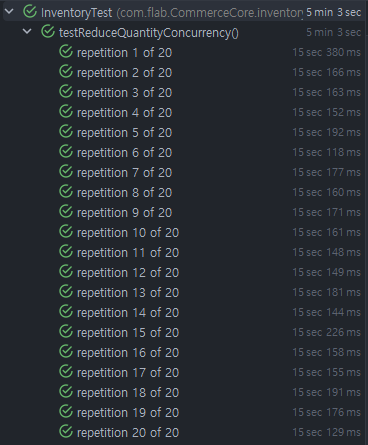 InventoryTest (com.flab.CommerceCore.inventor 5 min 3 sec
testReduceQuantityConcurrency() 5 min 3 sec
repetition 1 of 20 15 sec 380 ms
repetition 2 of 20 15 sec 166 ms
repetition 3 of 20 15 sec 163 ms
repetition 4 of 20 15 sec 152 ms
repetition 5 of 20 15 sec 192 ms
repetition 6 of 20 15 sec 118 ms
repetition 7 of 20 15 sec 177 ms
repetition 8 of 20 15 sec 160 ms
repetition 9 of 20 15 sec 171 ms
repetition 10 of 20 15 sec 161 ms
repetition 11 of 20 15 sec 148 ms
repetition 12 of 20 15 sec 149 ms
repetition 13 of 20 15 sec 181 ms
repetition 14 of 20 15 sec 144 ms
repetition 15 of 20 15 sec 226 ms
repetition 16 of 20 15 sec 158 ms
repetition 17 of 20 15 sec 155 ms
repetition 18 of 20 15 sec 191 ms
repetition 19 of 20 15 sec 176 ms
repetition 20 of 20 15 sec 129 ms